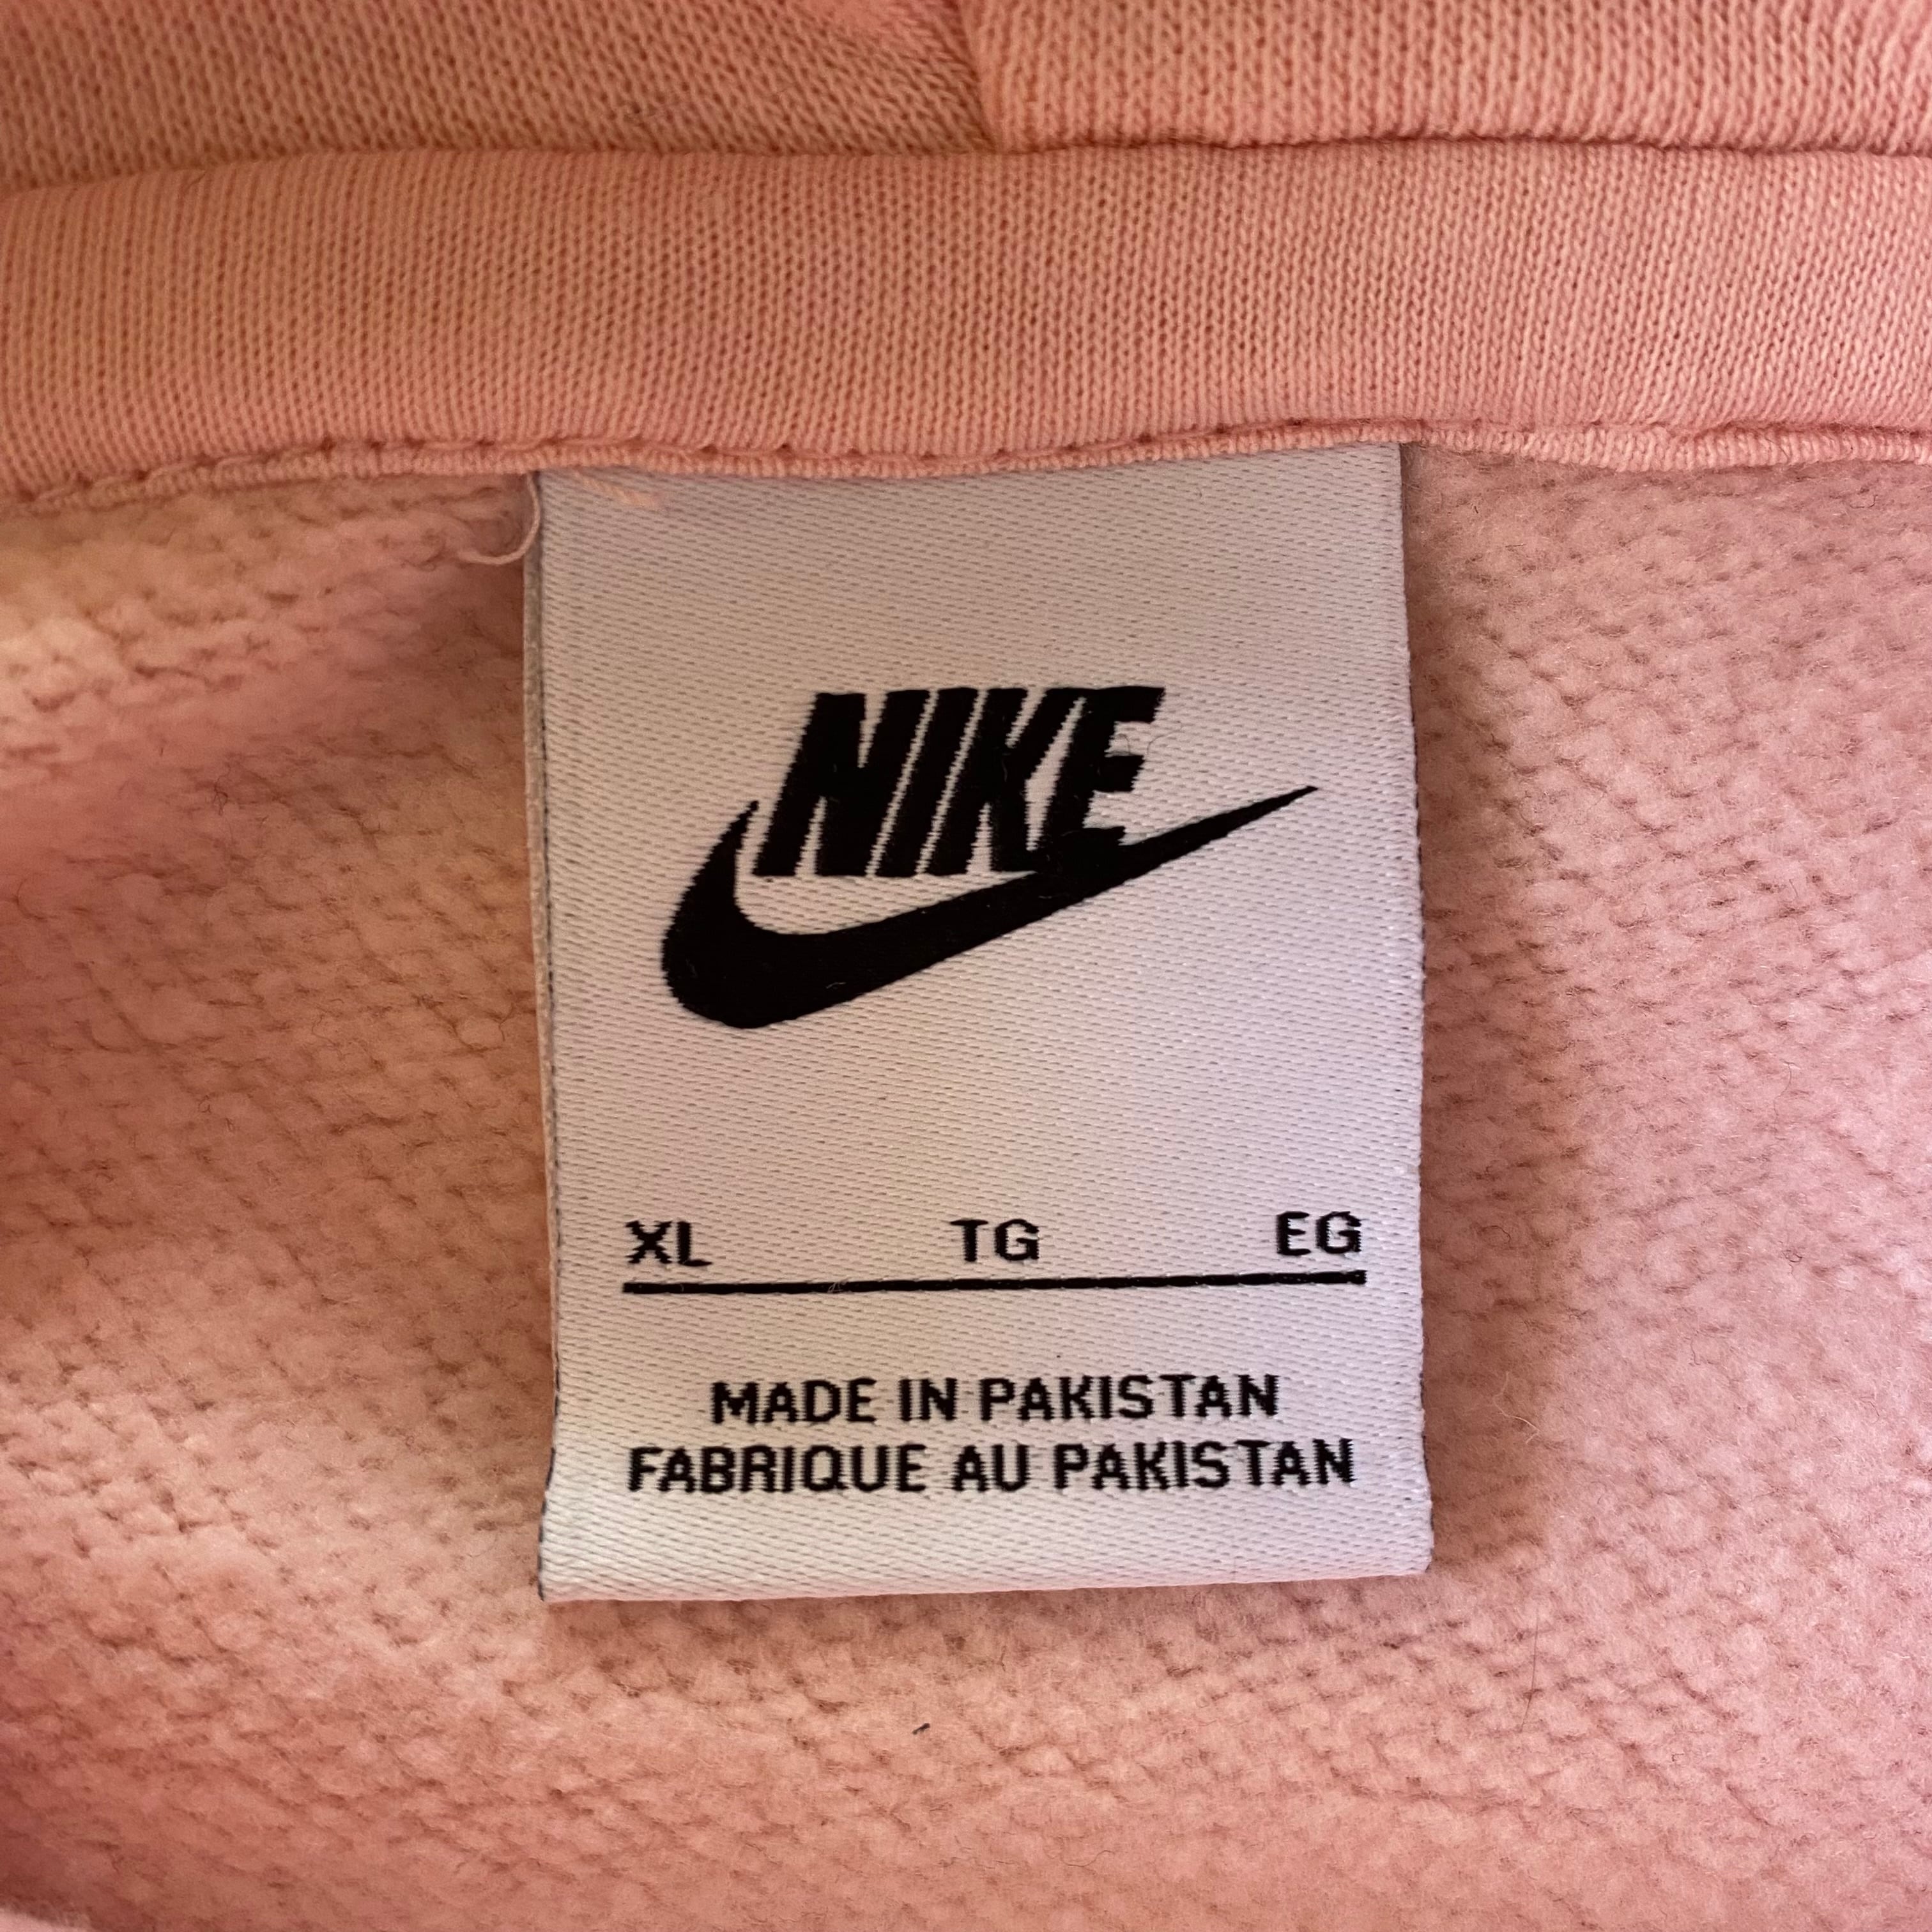 NIKE
XL TG EG
MADE IN PAKISTAN
FABRIQUE AU PAKISTAN